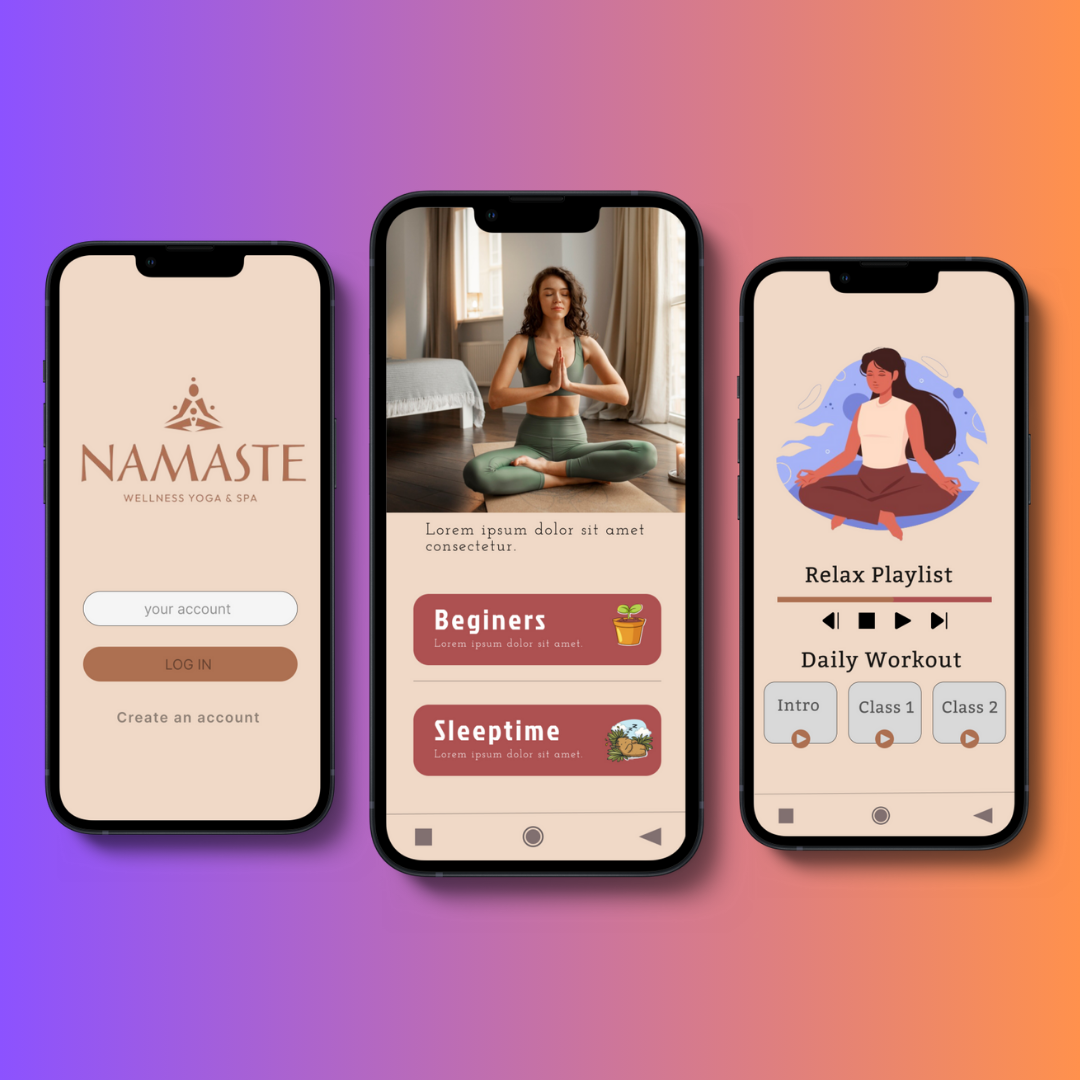 NAMASTE
WELLNESS YOGA & SPA
your account
LOG IN
Create an account
Lorem ipsum dolor sit amet
consectetur.
Beginers
Lorem ipsum dolor sit amet.
Sleeptime
Lorem ipsum dolor sit amet.
Relax Playlist
Daily Workout
Intro
Class 1
Class 2